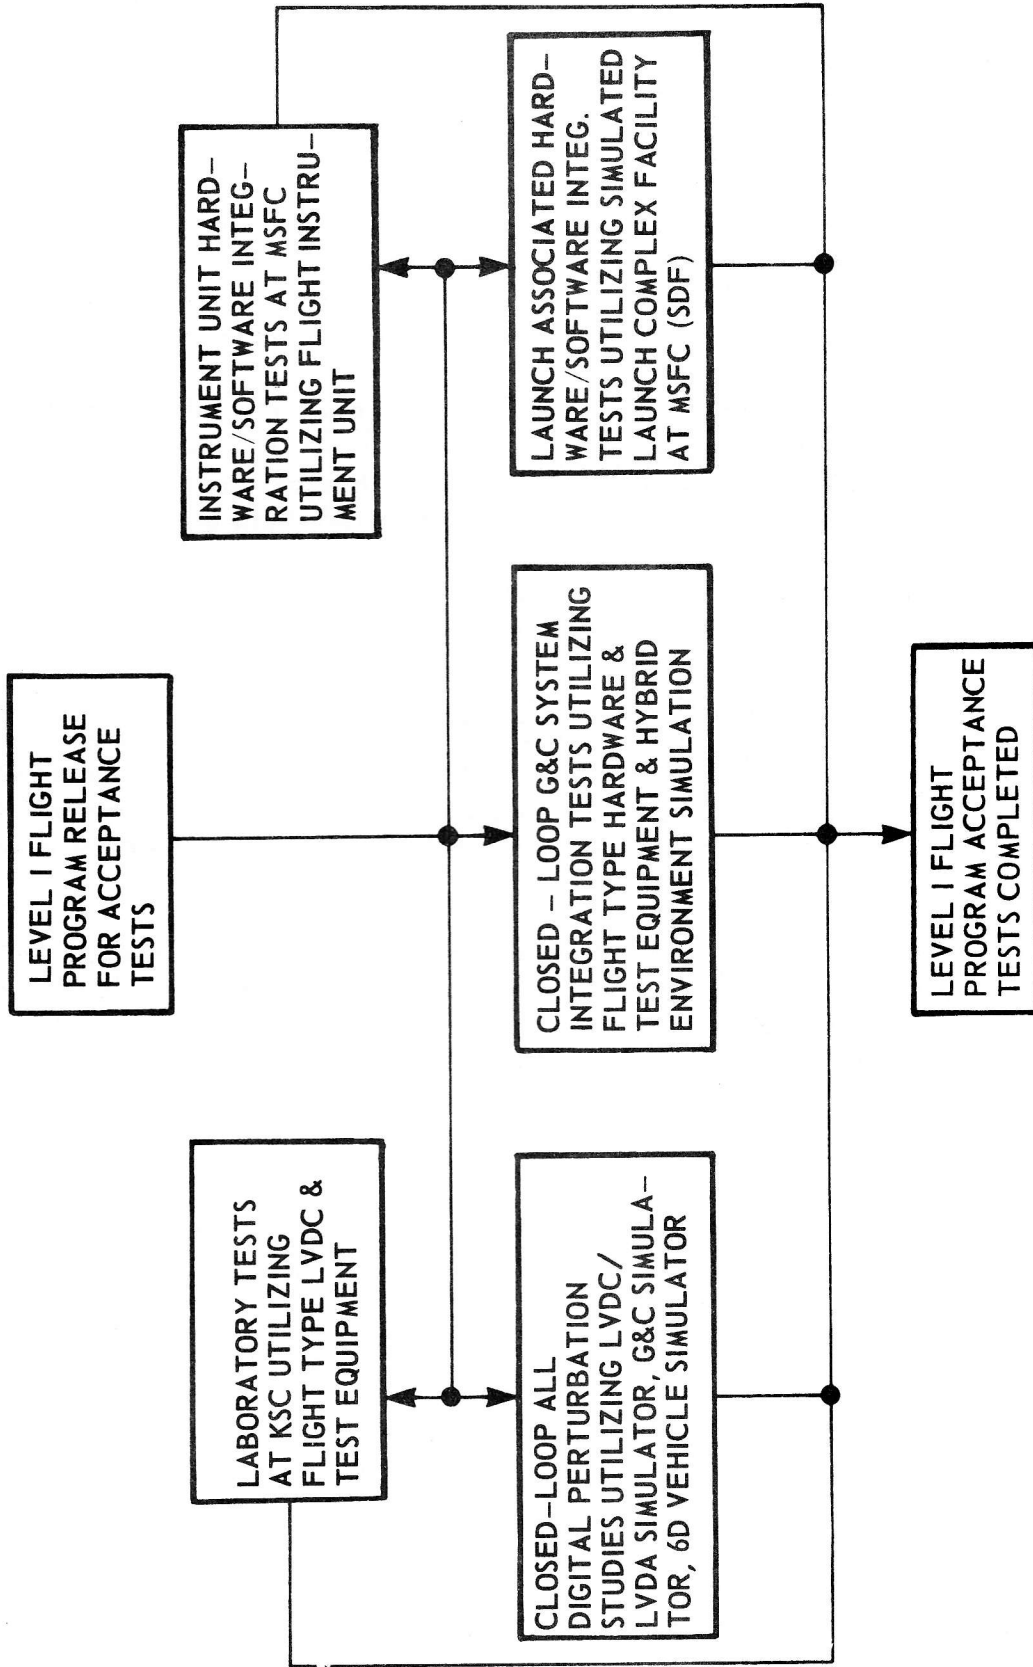 LEVEL I FLIGHT
PROGRAM RELEASE
FOR ACCEPTANCE
TESTS
LABORATORY TESTS
AT KSC UTILIZING
FLIGHT TYPE LVDC &
TEST EQUIPMENT
INSTRUMENT UNIT HARD-
WARE/SOFTWARE INTEG-
RATION TESTS AT MSFC
UTILIZING FLIGHT INSTRU-
MENT UNIT
CLOSED-LOOP ALL
DIGITAL PERTURBATION
STUDIES UTILIZING LVDC/
LVDA SIMULATOR, G&C SIMULA-
TOR, 6D VEHICLE SIMULATOR
CLOSED - LOOP G&C SYSTEM
INTEGRATION TESTS UTILIZING
FLIGHT TYPE HARDWARE &
TEST EQUIPMENT & HYBRID
ENVIRONMENT SIMULATION
LAUNCH ASSOCIATED HARD-
WARE/SOFTWARE INTEG.
TESTS UTILIZING SIMULATED
LAUNCH COMPLEX FACILITY
AT MSFC (SDF)
LEVEL I FLIGHT
PROGRAM ACCEPTANCE
TESTS COMPLETED